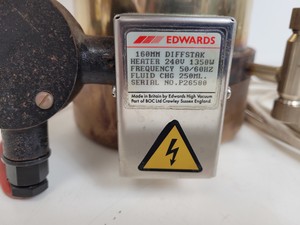 EDWARDS
160MM DIFFSTAK
HEATER 240V 1350W
FREQUENCY 50/60HZ
FLUID CHG 250ML.
SERIAL NO.P26580
Made in Britain by Edwards High Vacuum
Part of BOC Ltd Crawley Sussex England